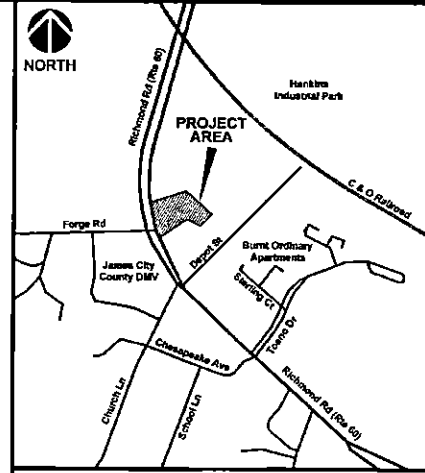 NORTH
Richmond Rd (Rte 60)
Hankins
Industrial Park
PROJECT
AREA
C & O Railroad
Forge Rd
Depot St
Burnt Ordinary
Apartments
James City
County DMV
Sterling Ct
Toano Dr
Chesapeake Ave
Church Ln
School Ln
Richmond Rd (Rte 60)